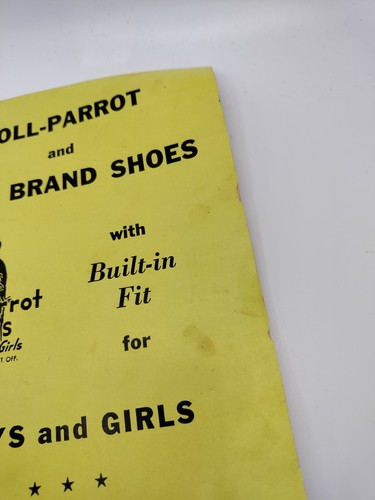 OLL-PARROT
and
BRAND SHOES
with
Built-in
Fit
rrot
s
Girls
T. OFF.
for
YS and GIRLS